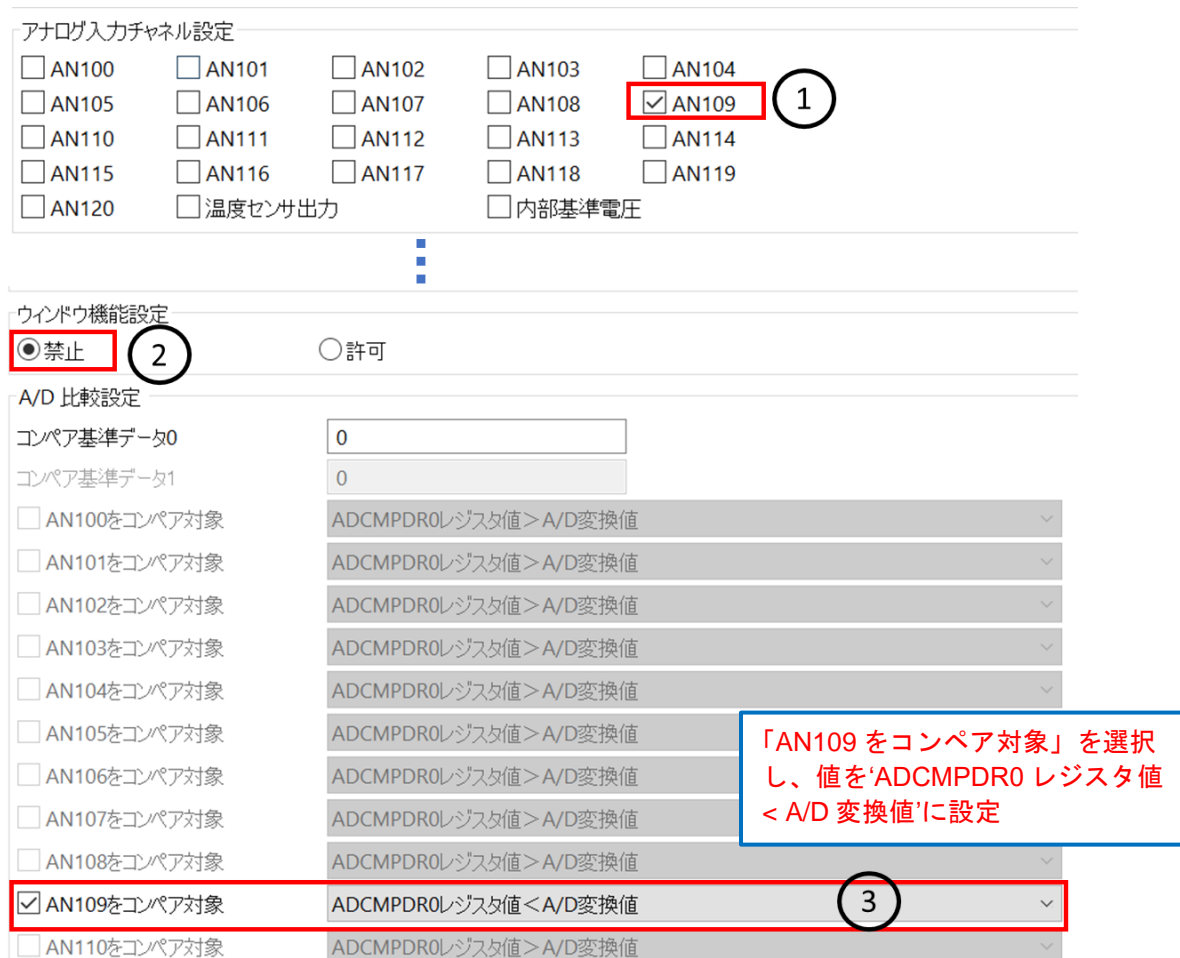 アナログ入力チャネル設定
AN100 AN101 AN102 AN103 AN104
AN105 AN106 AN107 AN108 AN109 1
AN110 AN111 AN112 AN113 AN114
AN115 AN116 AN117 AN118 AN119
AN120 温度センサ出力 内部基準電圧
ウィンドウ機能設定
禁止 2 許可
A/D 比較設定
コンペア基準データ0 0
コンペア基準データ1 0
AN100をコンペア対象 ADCMPDR0レジスタ値＞A/D変換値
AN101をコンペア対象 ADCMPDR0レジスタ値＞A/D変換値
AN102をコンペア対象 ADCMPDR0レジスタ値＞A/D変換値
AN103をコンペア対象 ADCMPDR0レジスタ値＞A/D変換値
AN104をコンペア対象 ADCMPDR0レジスタ値＞A/D変換値
AN105をコンペア対象 ADCMPDR0レジスタ値＞A/D変換値
AN106をコンペア対象 ADCMPDR0レジスタ値＞A/D変換値
AN107をコンペア対象 ADCMPDR0レジスタ値＞A/D変換値
AN108をコンペア対象 ADCMPDR0レジスタ値＞A/D変換値
「AN109 をコンペア対象」を選択
し、値を‘ADCMPDR0 レジスタ値
< A/D 変換値’に設定
AN109をコンペア対象 ADCMPDR0レジスタ値＜A/D変換値 3
AN110をコンペア対象 ADCMPDR0レジスタ値＞A/D変換値